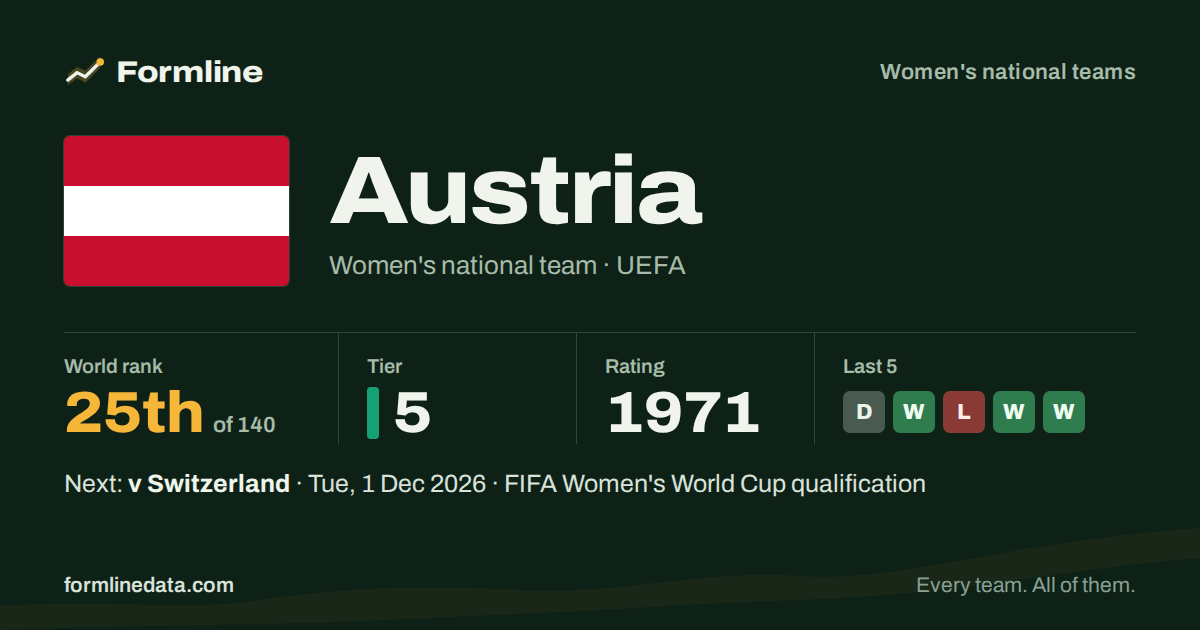 Formline
Women's national teams
Austria
Women's national team · UEFA
World rank
25th of 140
Tier
5
Rating
1971
Last 5
D W L W W
Next: v Switzerland · Tue, 1 Dec 2026 · FIFA Women's World Cup qualification
formlinedata.com
Every team. All of them.